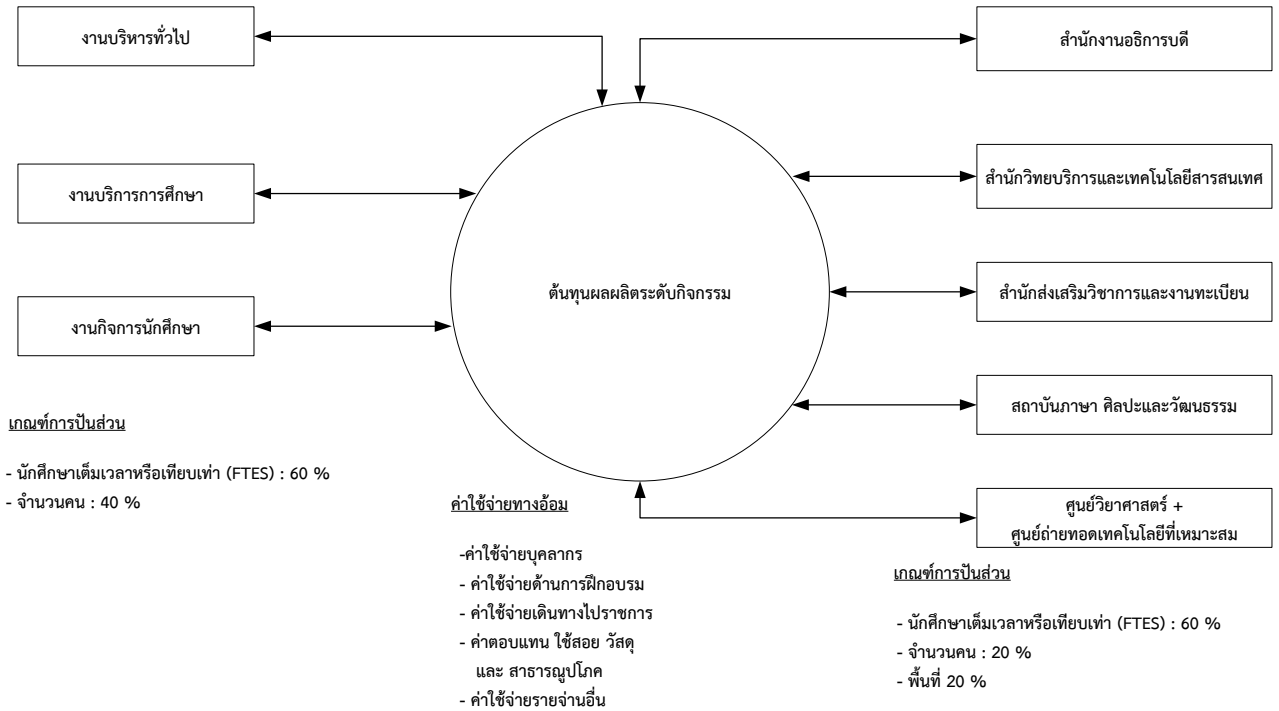 งานบริหารทั่วไป
สำนักงานอธิการบดี
งานบริการการศึกษา
สำนักวิทยบริการและเทคโนโลยีสารสนเทศ
ต้นทุนผลผลิตระดับกิจกรรม
สำนักส่งเสริมวิชาการและงานทะเบียน
งานกิจการนักศึกษา
สถาบันภาษา ศิลปะและวัฒนธรรม
ศูนย์วิยาศาสตร์ +
ศูนย์ถ่ายทอดเทคโนโลยีที่เหมาะสม
เกณฑ์การปันส่วน
- นักศึกษาเต็มเวลาหรือเทียบเท่า (FTES) : 60 %
- จำนวนคน : 40 %
ค่าใช้จ่ายทางอ้อม
-ค่าใช้จ่ายบุคลากร
- ค่าใช้จ่ายด้านการฝึกอบรม
- ค่าใช้จ่ายเดินทางไปราชการ
- ค่าตอบแทน ใช้สอย วัสดุ
และ สาธารณูปโภค
- ค่าใช้จ่ายรายจ่านอื่น
เกณฑ์การปันส่วน
- นักศึกษาเต็มเวลาหรือเทียบเท่า (FTES) : 60 %
- จำนวนคน : 20 %
- พื้นที่ 20 %